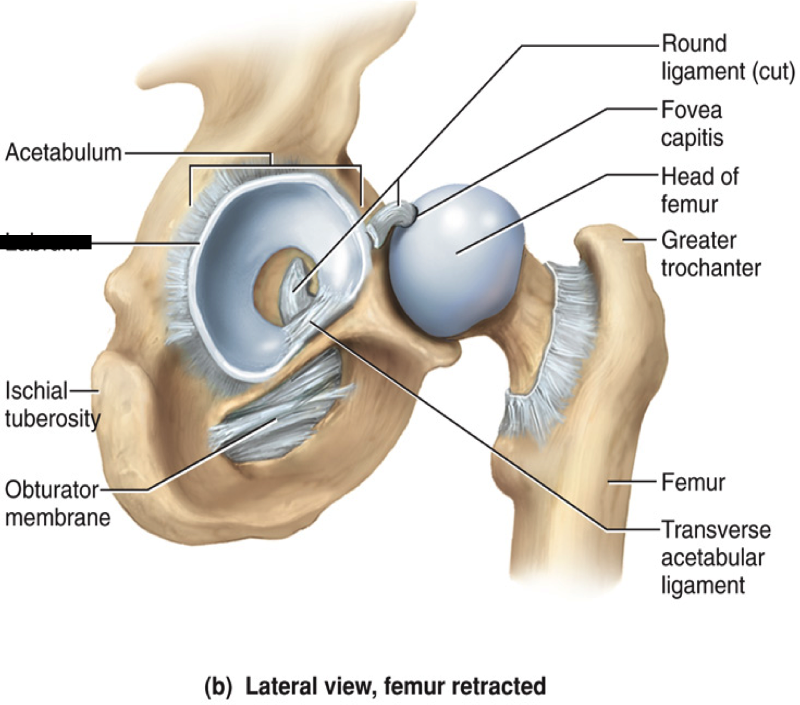 Round
ligament (cut)
Fovea
capitis
Acetabulum
Head of
femur
Greater
trochanter
Ischial
tuberosity
Obturator
membrane
Femur
Transverse
acetabular
ligament
(b) Lateral view, femur retracted